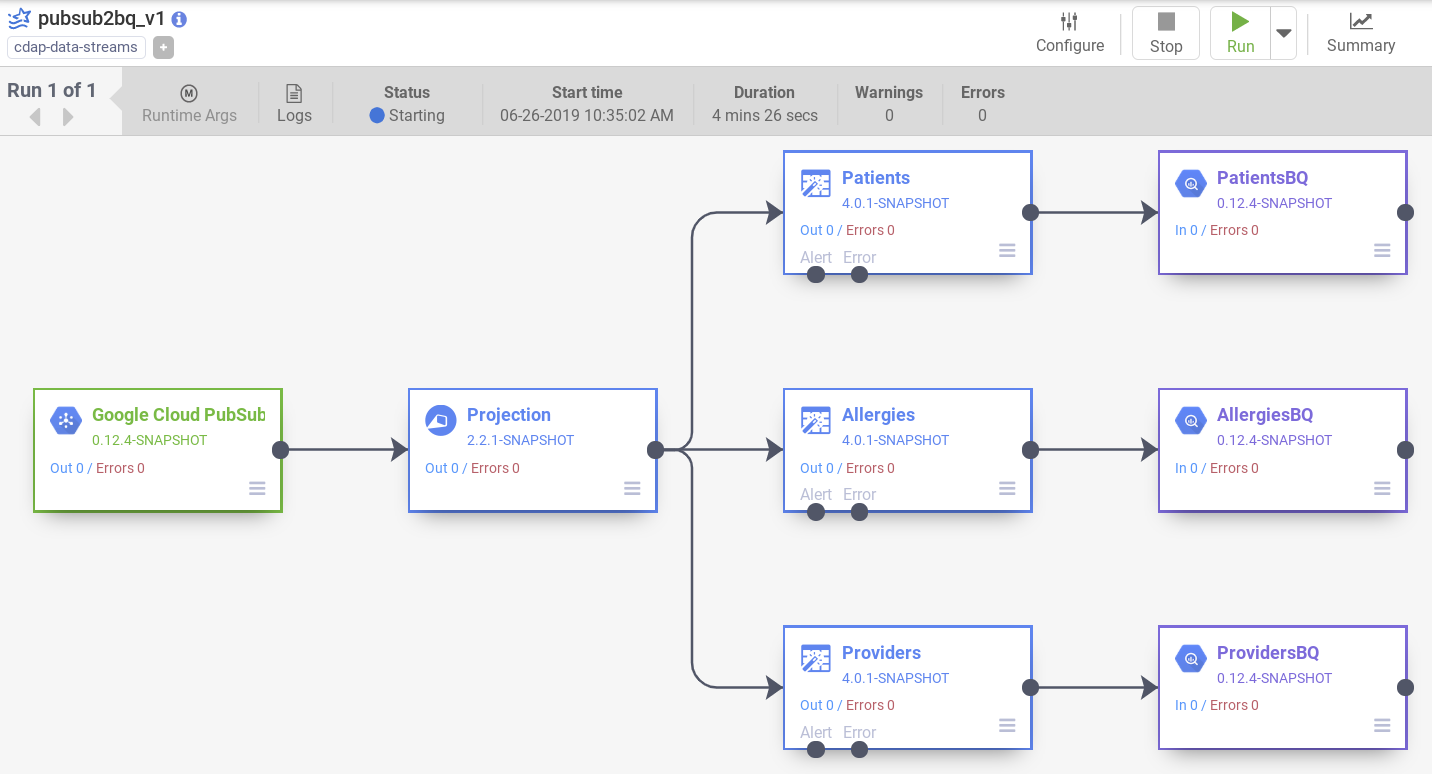 pubsub2bq_v1
cdap-data-streams
+
Configure
Stop
Run
Summary
Run 1 of 1
M
Runtime Args
Logs
Status
Starting
Start time
06-26-2019 10:35:02 AM
Duration
4 mins 26 secs
Warnings
0
Errors
0
Patients
4.0.1-SNAPSHOT
Out 0 / Errors 0
Alert Error
PatientsBQ
0.12.4-SNAPSHOT
In 0 / Errors 0
Google Cloud PubSub
0.12.4-SNAPSHOT
Out 0 / Errors 0
Projection
2.2.1-SNAPSHOT
Out 0 / Errors 0
Allergies
4.0.1-SNAPSHOT
Out 0 / Errors 0
Alert Error
AllergiesBQ
0.12.4-SNAPSHOT
In 0 / Errors 0
Providers
4.0.1-SNAPSHOT
Out 0 / Errors 0
Alert Error
ProvidersBQ
0.12.4-SNAPSHOT
In 0 / Errors 0